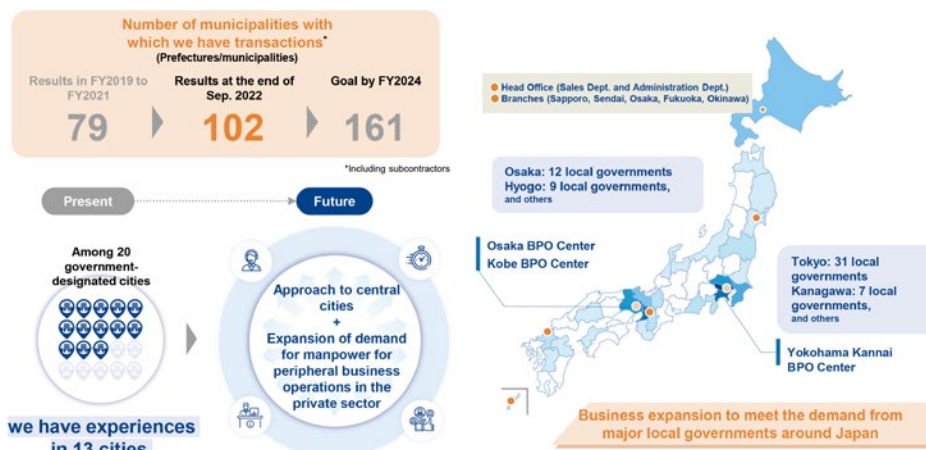 Number of municipalities with
which we have transactions*
(Prefectures/municipalities)
Results in FY2019 to
FY2021
79
Results at the end of
Sep. 2022
102
Goal by FY2024
161
*Including subcontractors
Present
Future
Among 20
government-
designated cities
we have experiences
in 13 cities
Approach to central
cities
+
Expansion of demand
for manpower for
peripheral business
operations in the
private sector
Head Office (Sales Dept. and Administration Dept.)
Branches (Sapporo, Sendai, Osaka, Fukuoka, Okinawa)
Osaka: 12 local governments
Hyogo: 9 local governments,
and others
Osaka BPO Center
Kobe BPO Center
Tokyo: 31 local
governments
Kanagawa: 7 local
governments,
and others
Yokohama Kannai
BPO Center
Business expansion to meet the demand from
major local governments around Japan